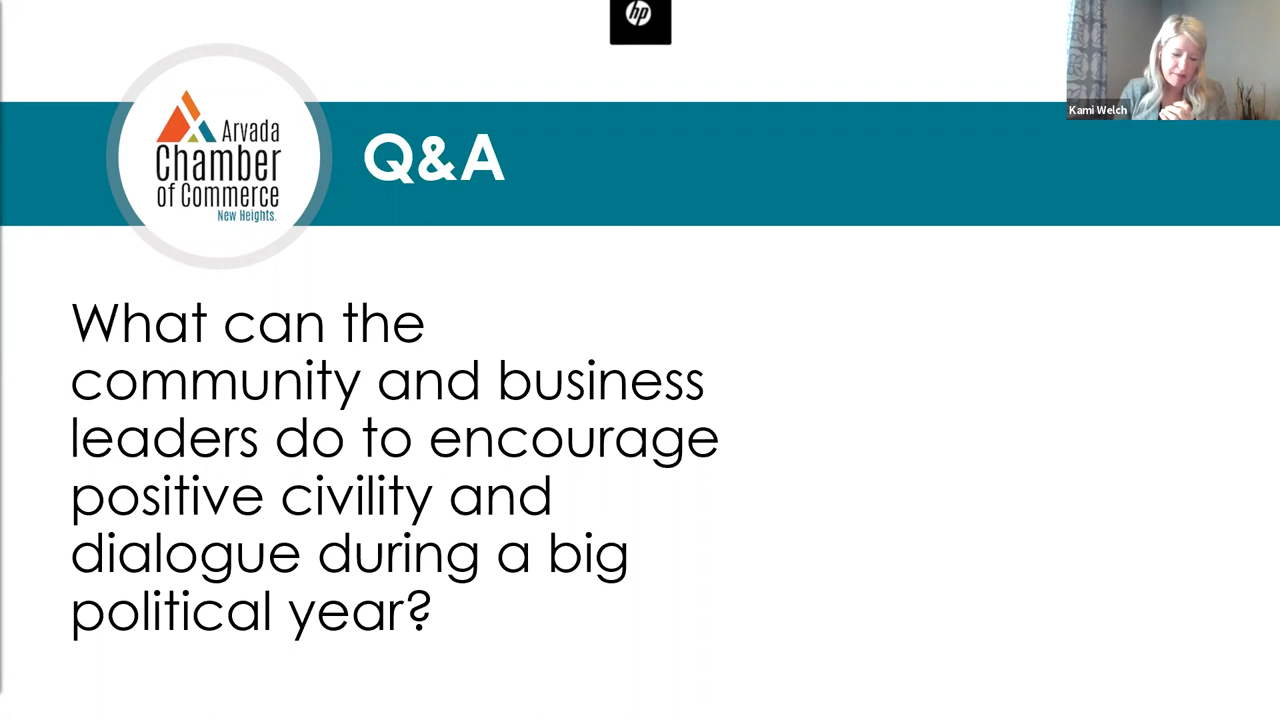 hp
Kami Welch
Arvada
Chamber
of Commerce
New Heights.
Q&A
What can the
community and business
leaders do to encourage
positive civility and
dialogue during a big
political year?